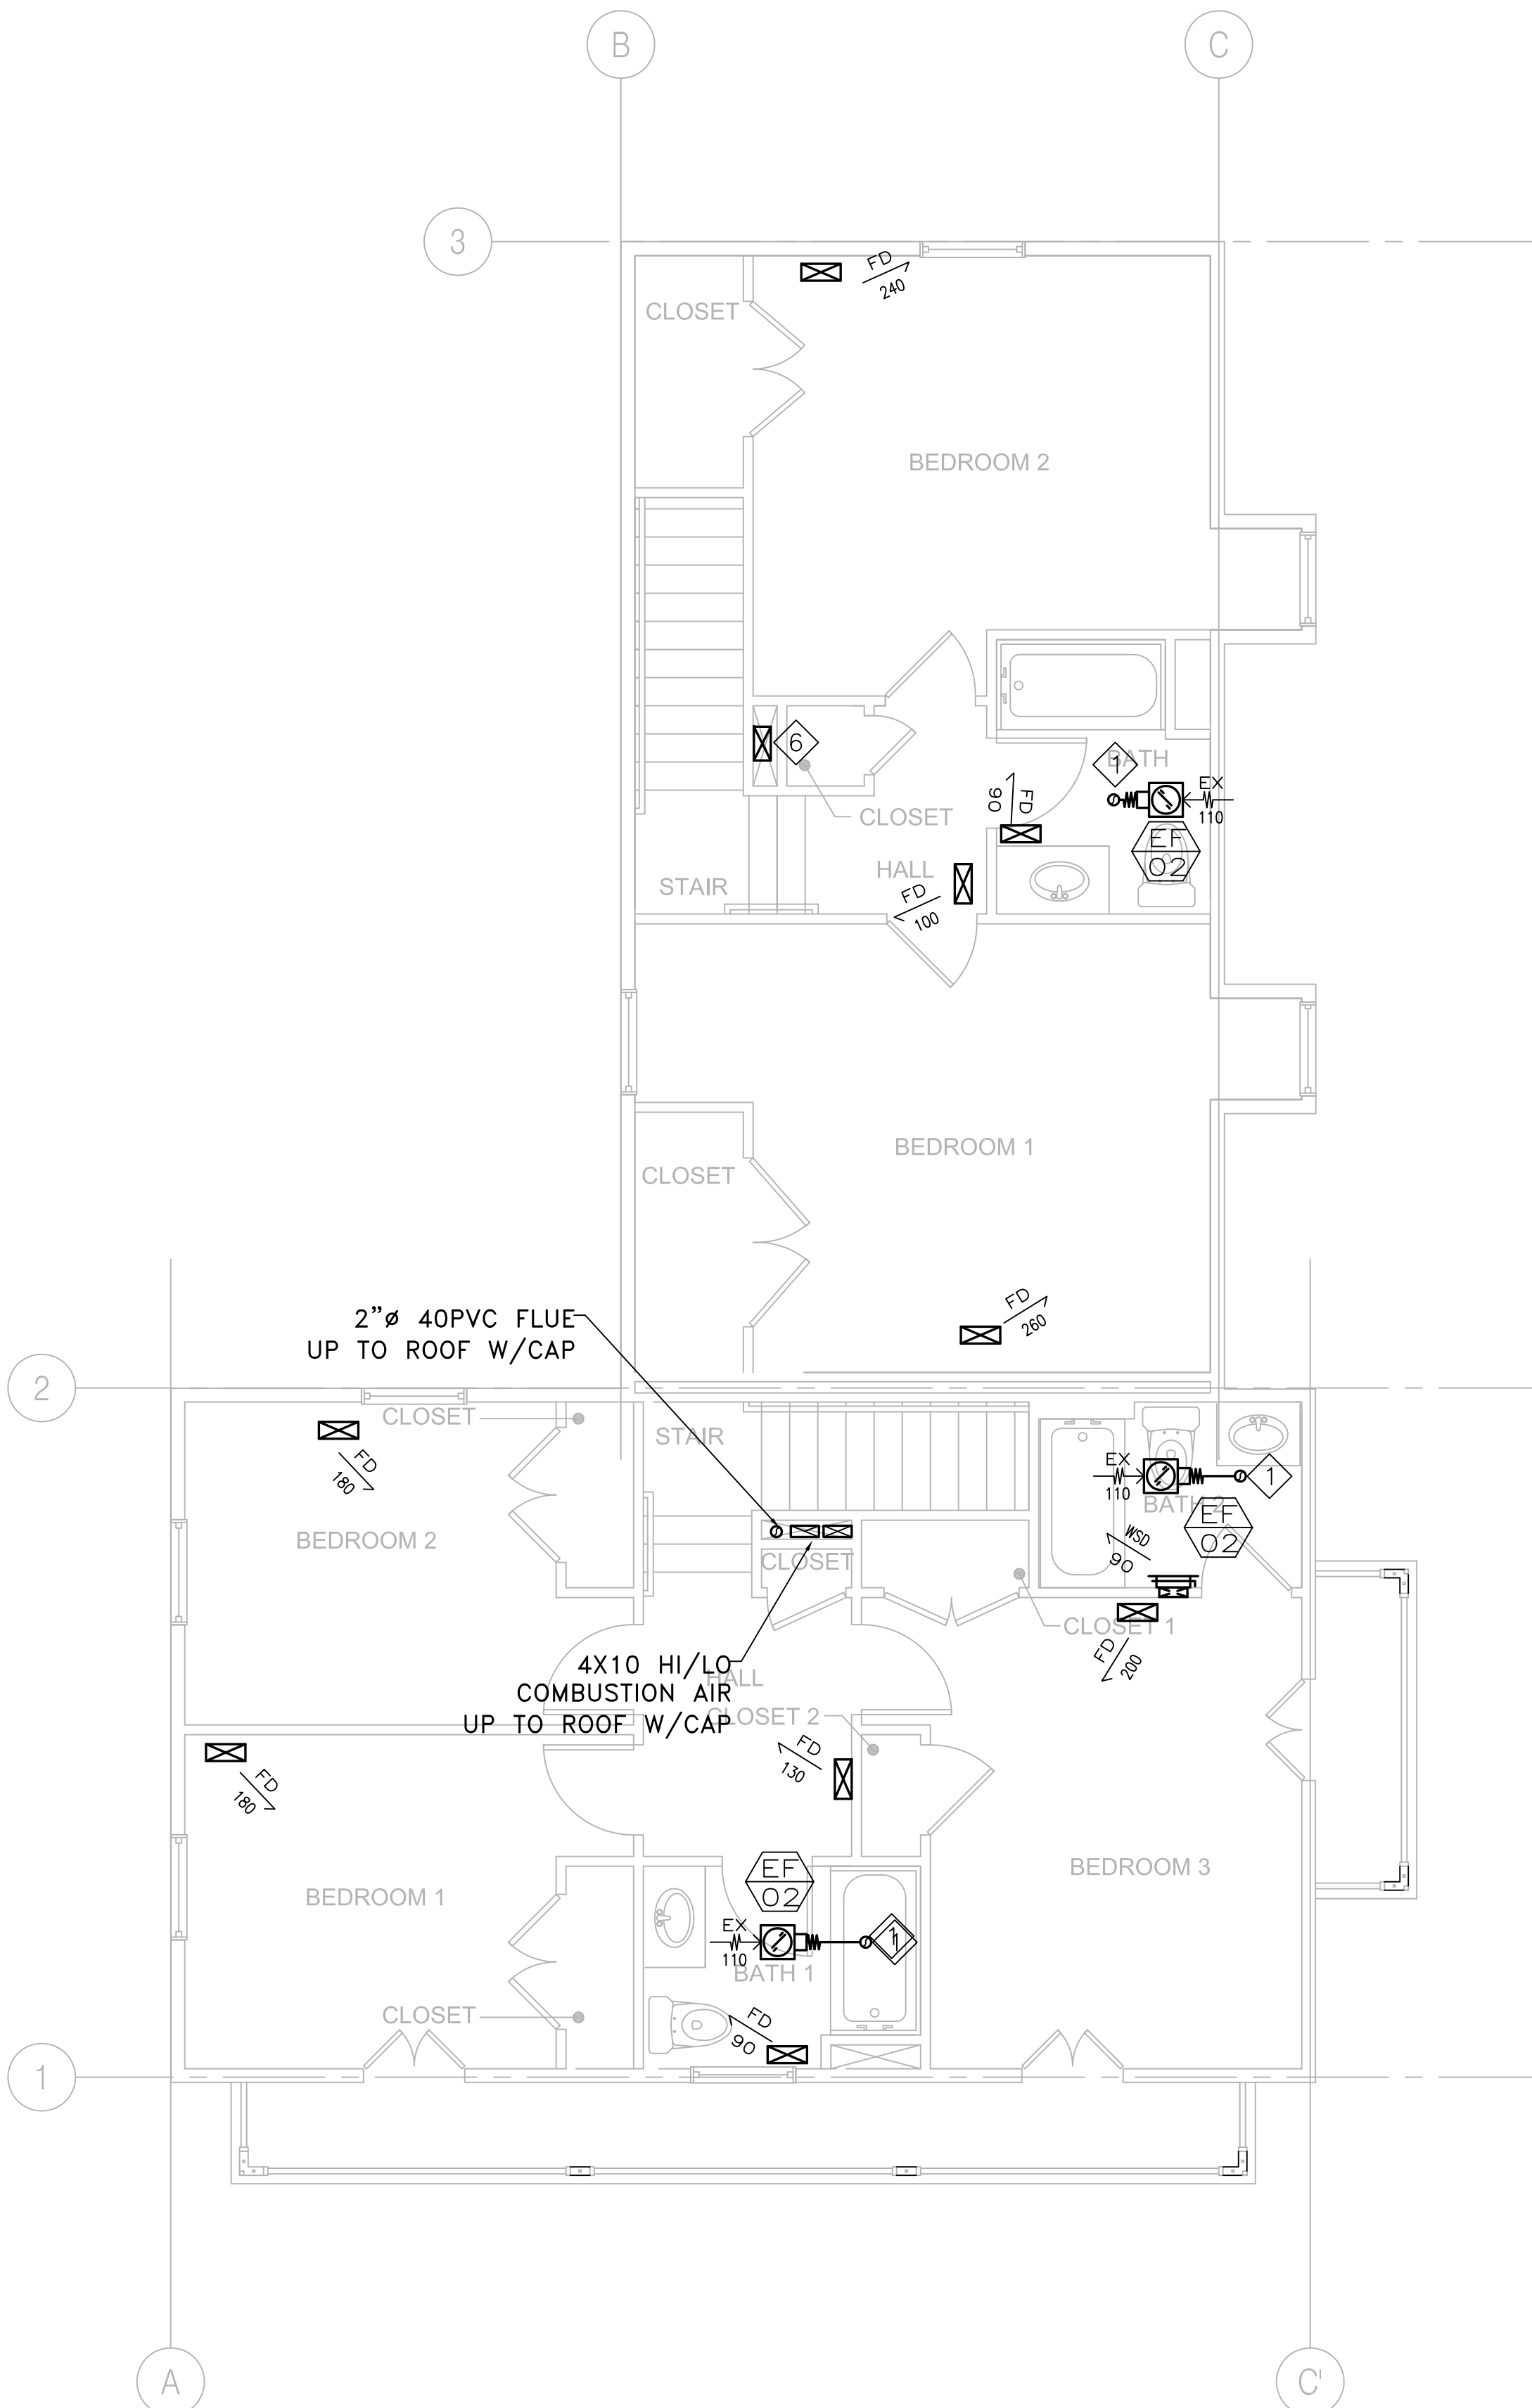 B
C
3
FD
240
CLOSET
BEDROOM 2
6
BATH
1
EX
110
FD
90
CLOSET
EF
02
HALL
STAIR
FD
100
BEDROOM 1
CLOSET
FD
260
2"ø 40PVC FLUE
UP TO ROOF W/CAP
2
CLOSET
STAIR
FD
180
EX
110
1
BATH 2
EF
02
BEDROOM 2
WSD
90
CLOSET
CLOSET 1
FD
200
4X10 HI/LO
COMBUSTION AIR
UP TO ROOF W/CAP
HALL
CLOSET 2
FD
130
FD
180
EF
02
BEDROOM 3
BEDROOM 1
EX
110
1
1
BATH 1
CLOSET
FD
90
1
A
C'